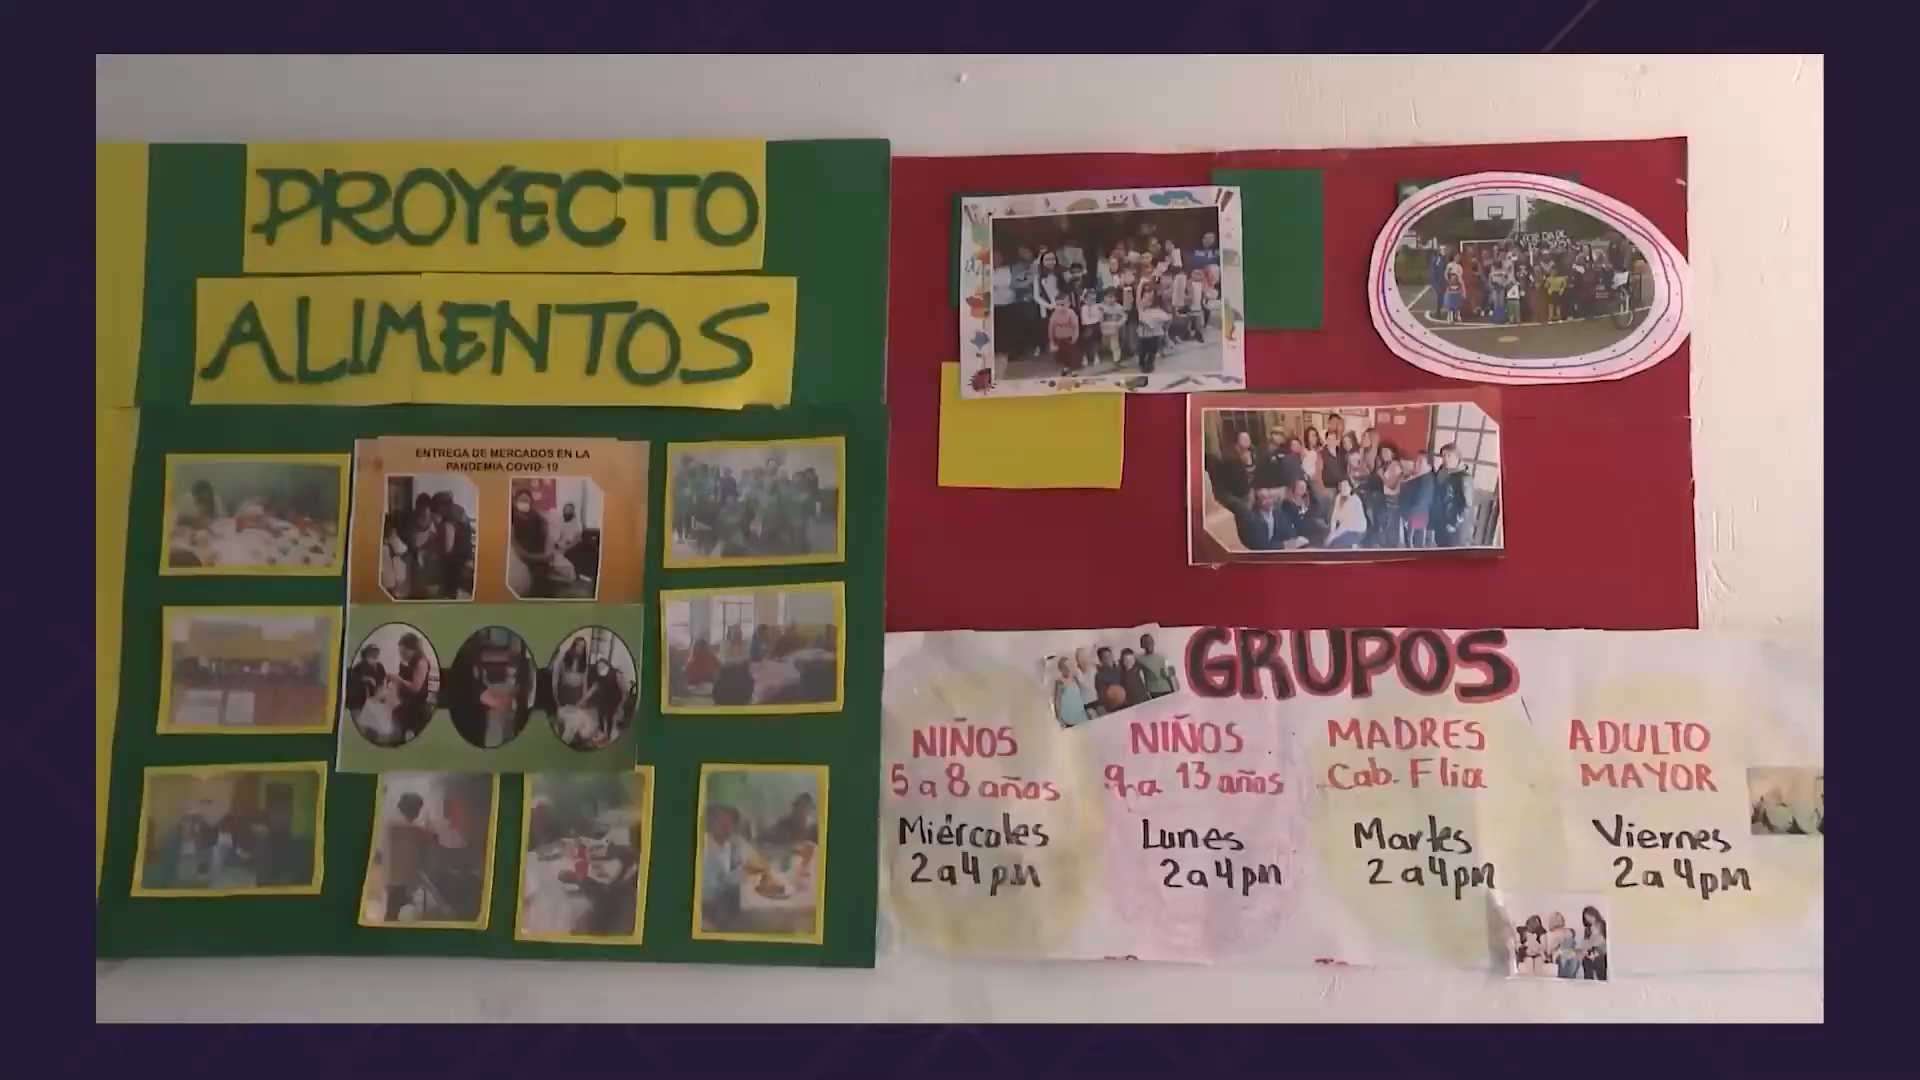 PROYECTO
ALIMENTOS
ENTREGA DE MERCADOS EN LA
PANDEMIA COVID-19
GRUPOS
NIÑOS
5 a 8 años
Miércoles
2 a 4 pm
NIÑOS
9 a 13 años
Lunes
2 a 4 pm
MADRES
Cab. Flia
Martes
2 a 4 pm
ADULTO
MAYOR
Viernes
2 a 4 pm